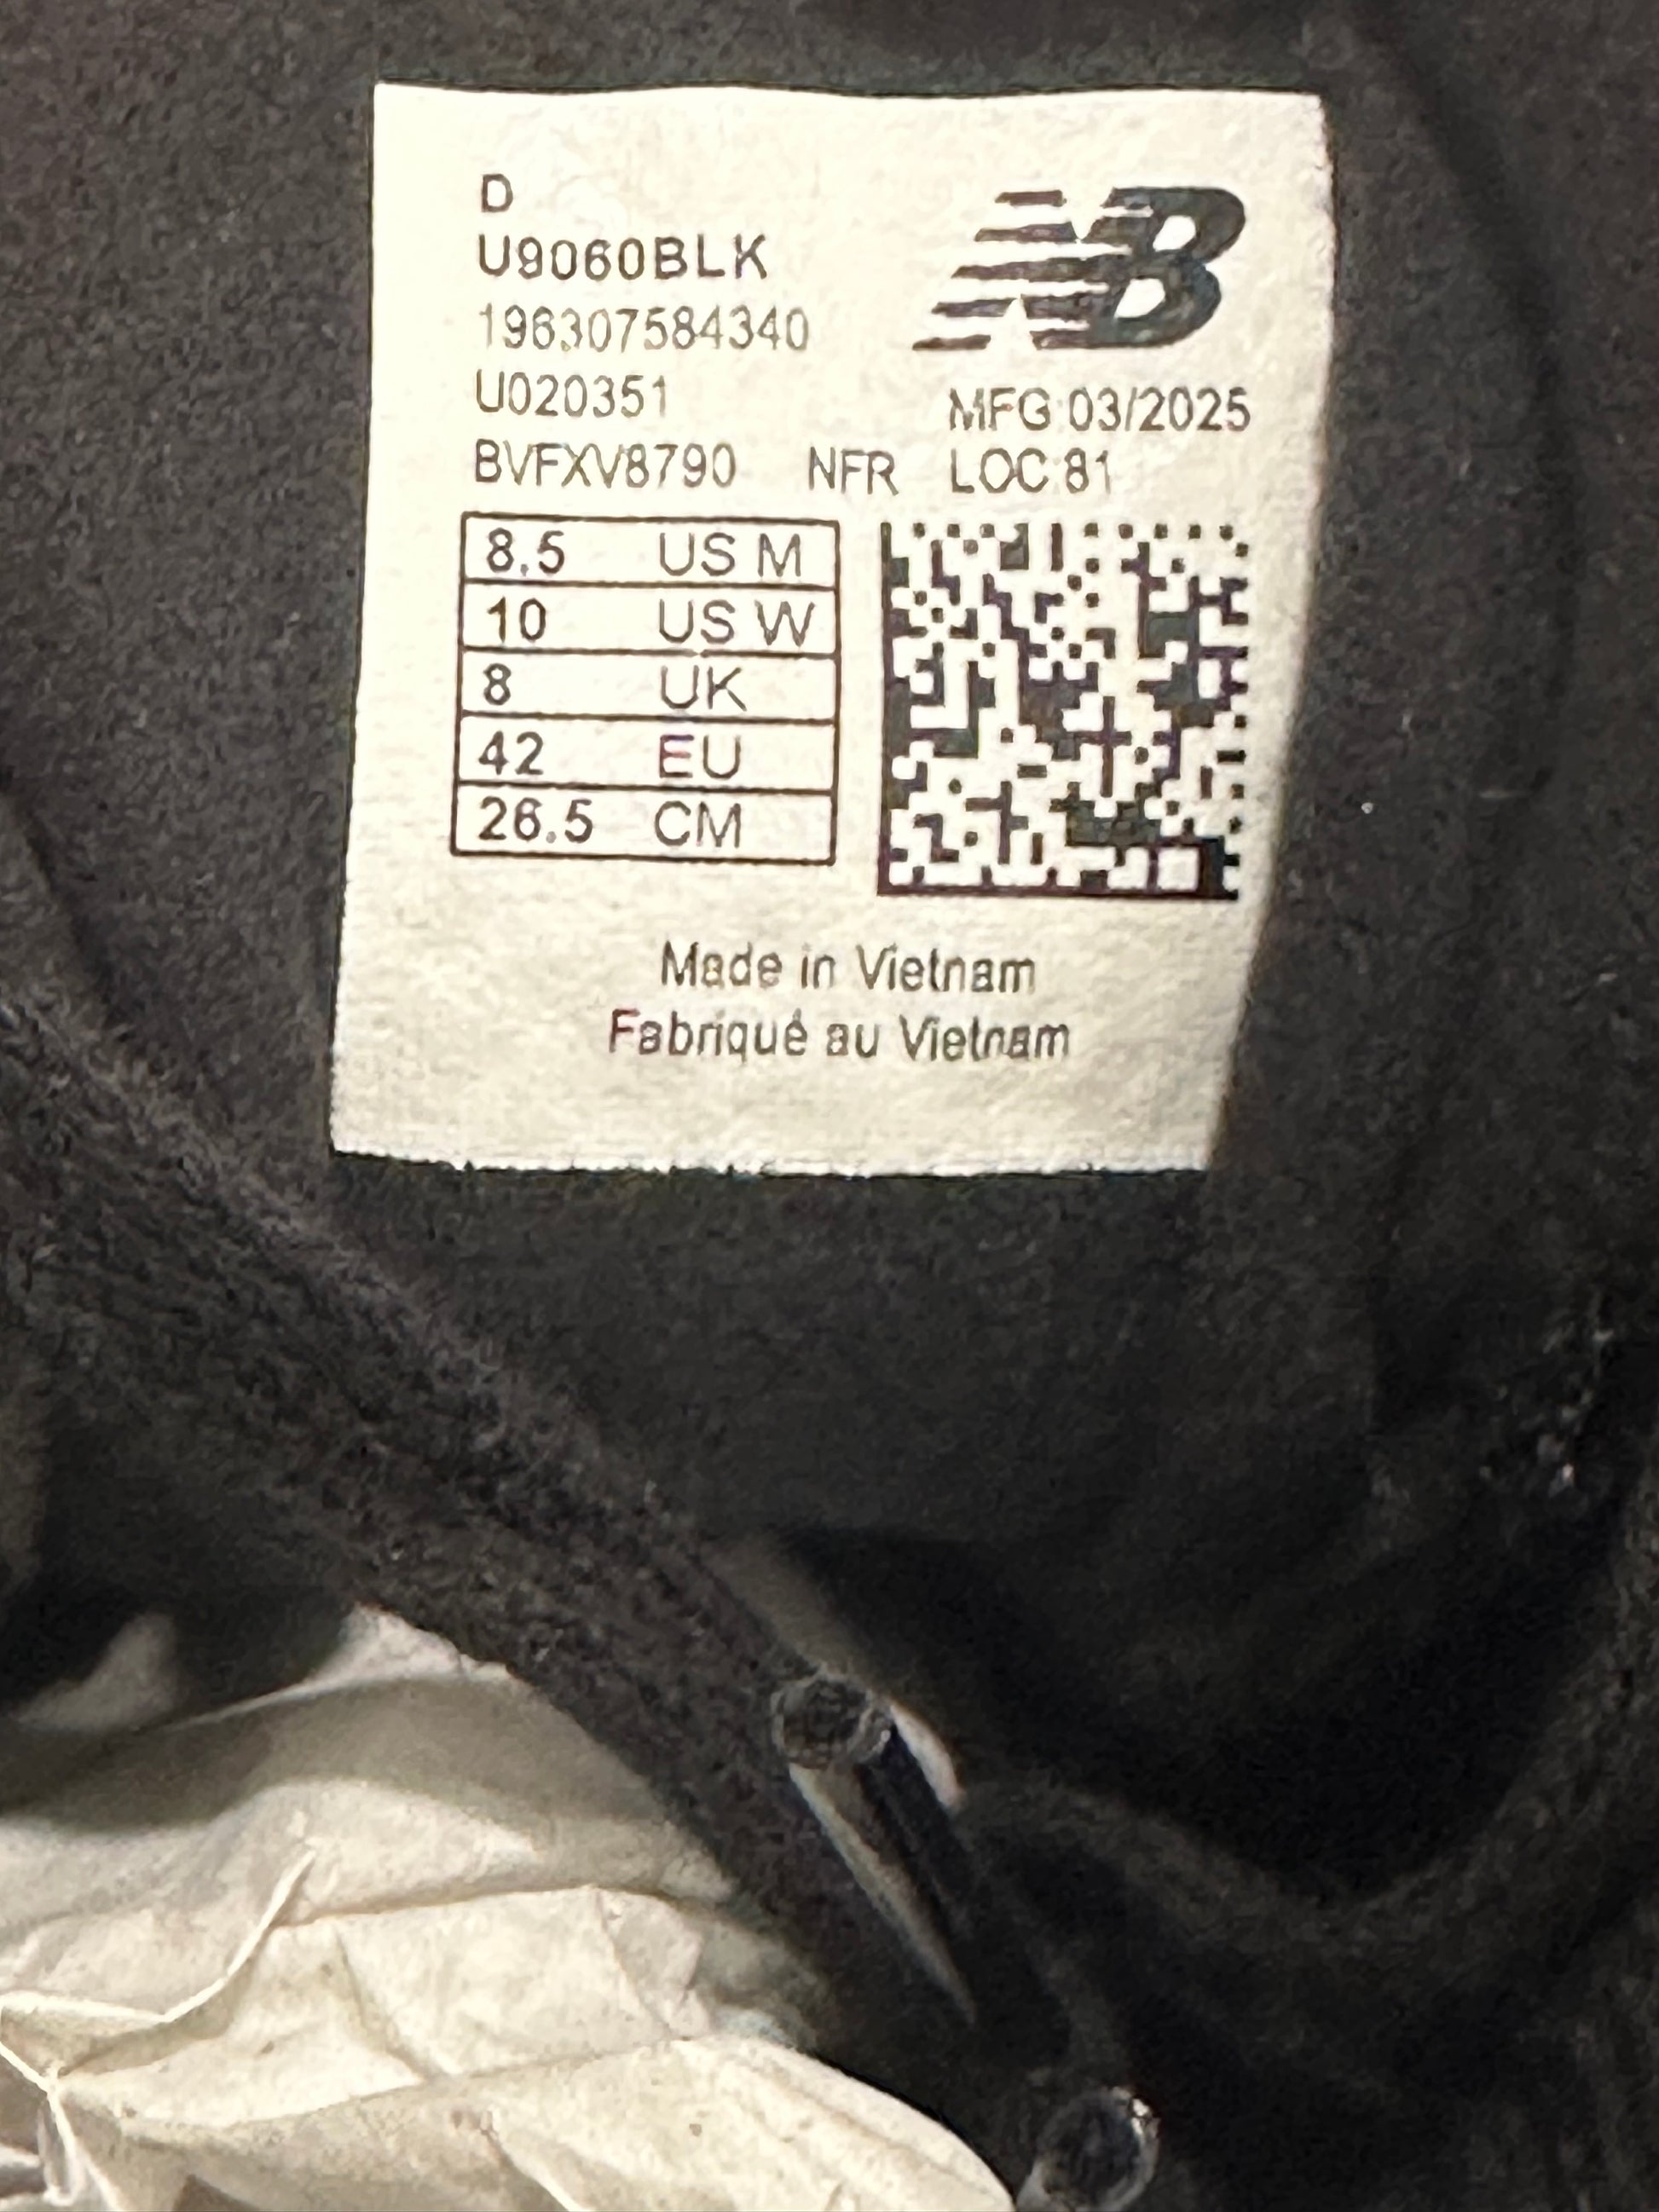 D
U9060BLK
196307584340
U020351
MFG 03/2025
BVFXV8790 NFR LOC 81
8.5 US M
10 US W
8 UK
42 EU
26.5 CM
NB
Made in Vietnam
Fabriqué au Vietnam